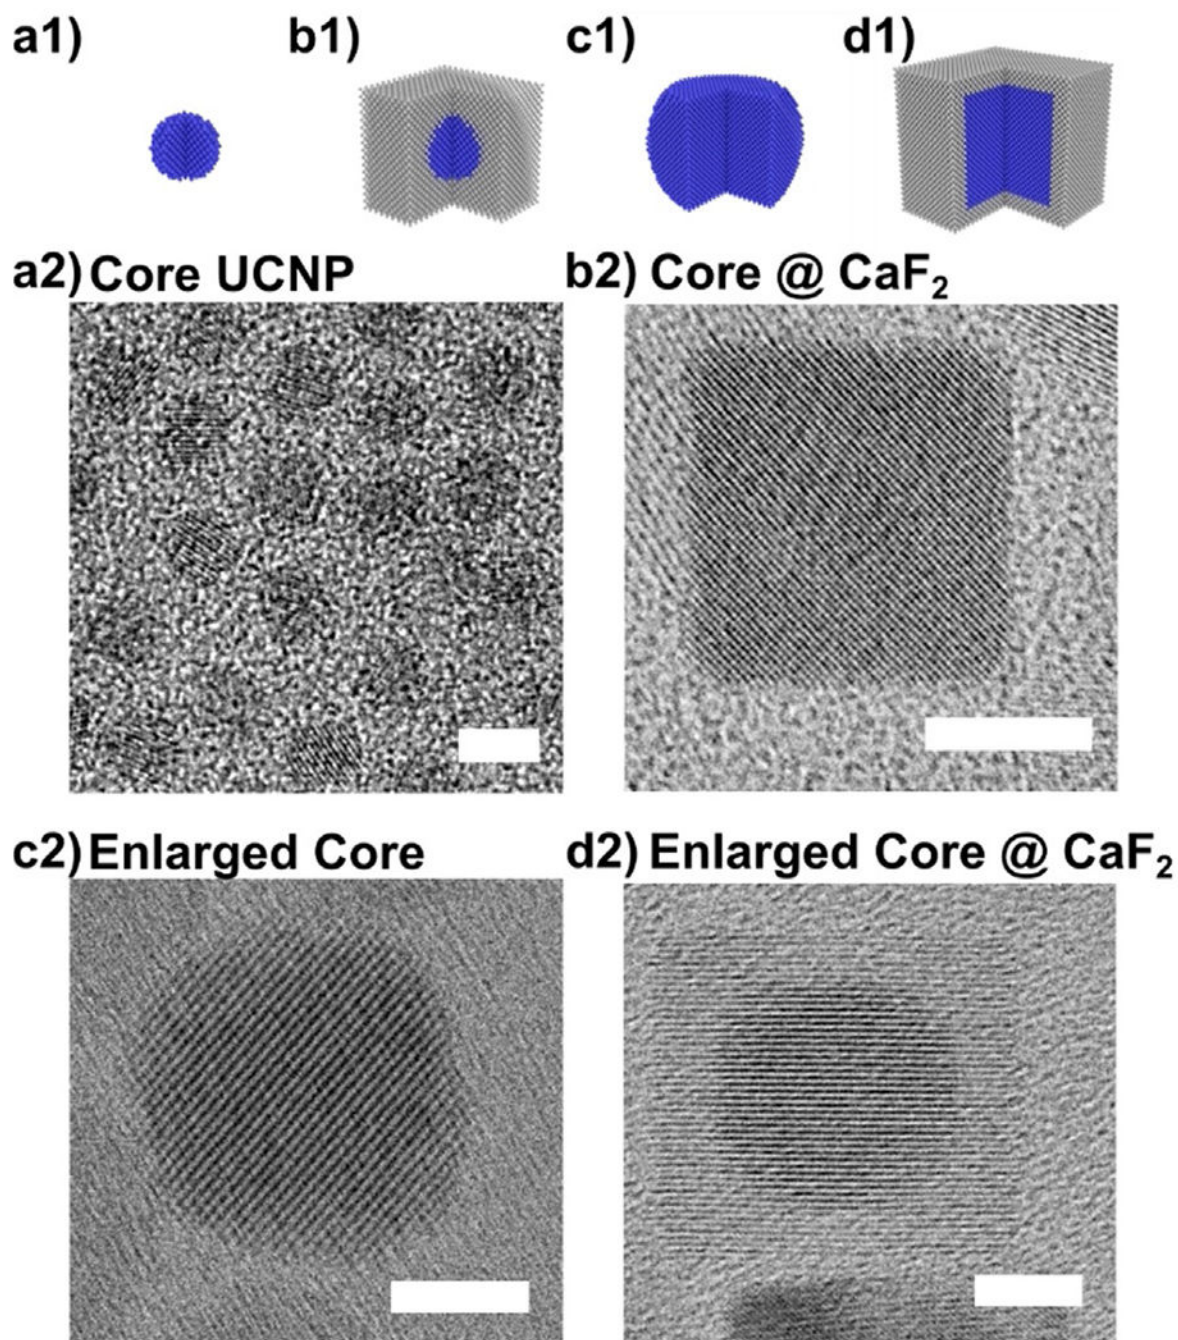 a1) b1) c1) d1)
a2) Core UCNP b2) Core @ CaF₂
c2) Enlarged Core d2) Enlarged Core @ CaF₂